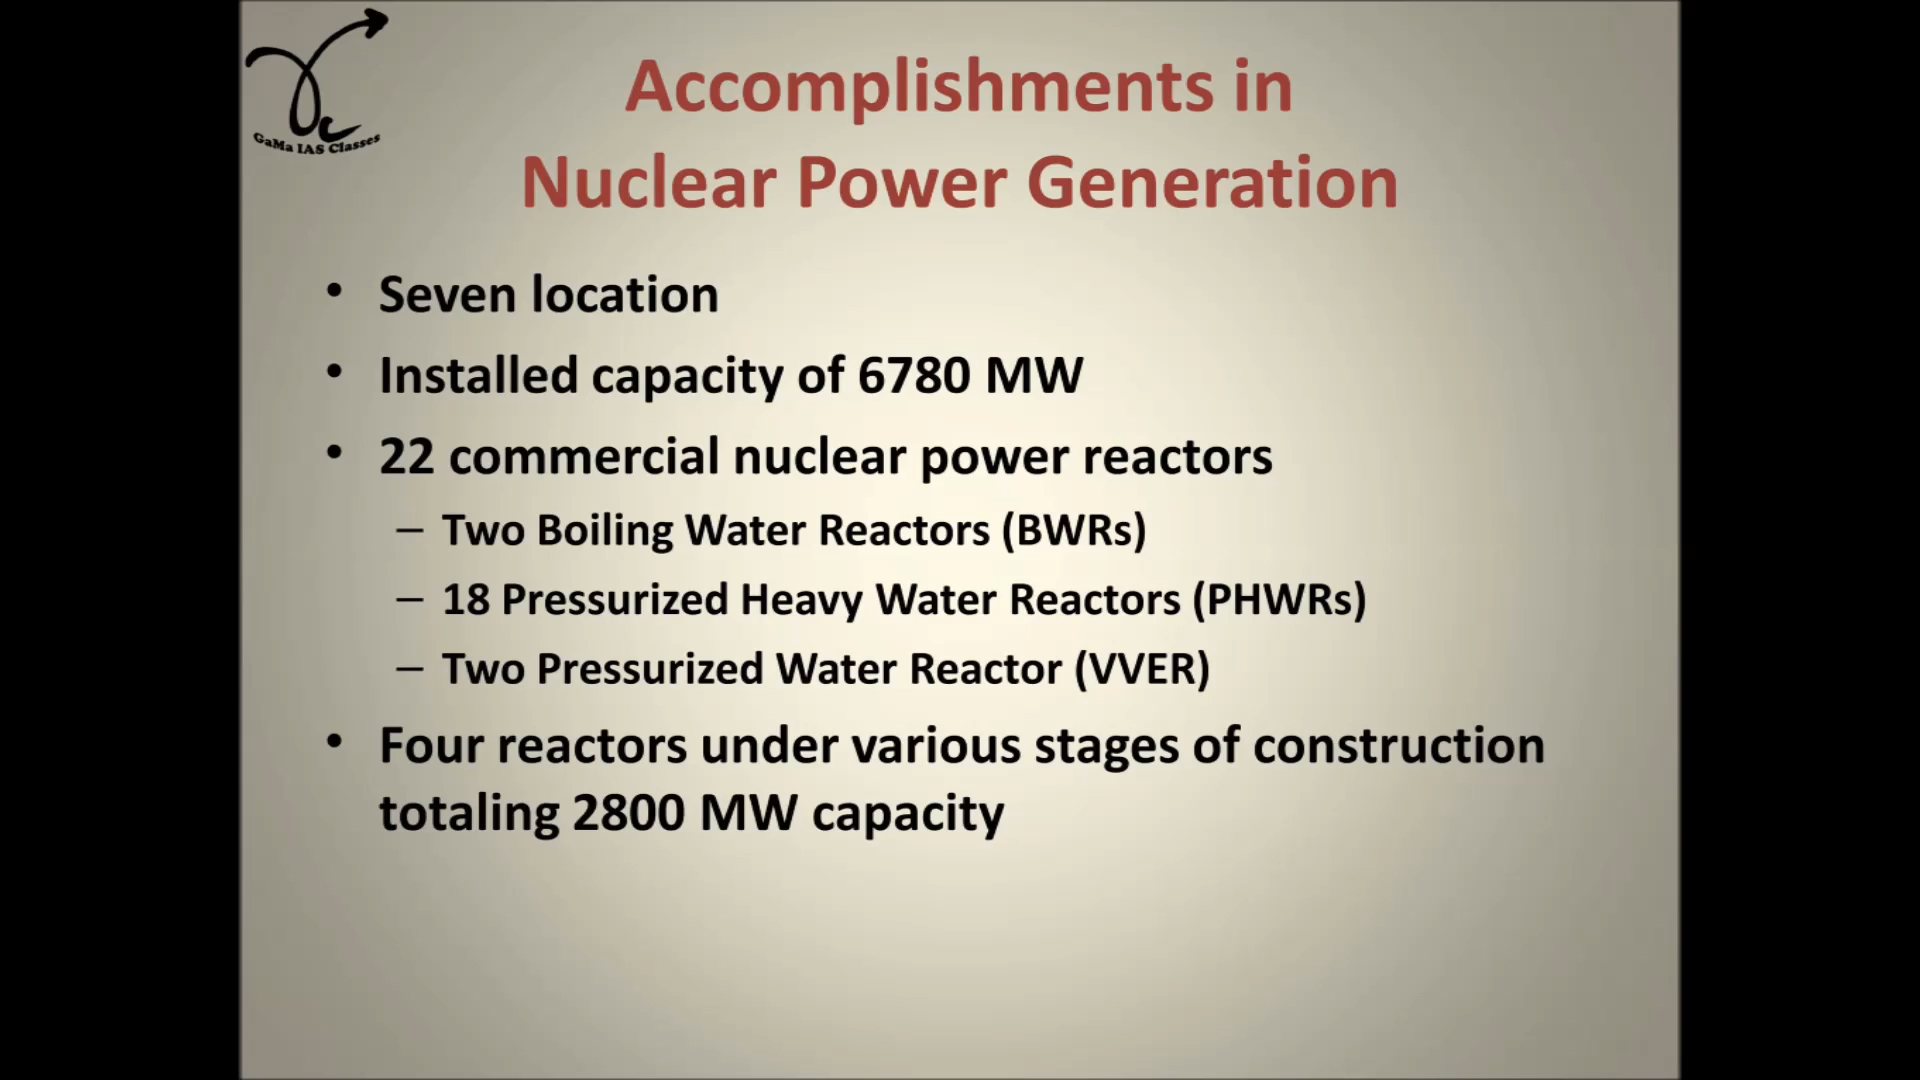 GaMa IAS Classes
Accomplishments in
Nuclear Power Generation
• Seven location
• Installed capacity of 6780 MW
• 22 commercial nuclear power reactors
– Two Boiling Water Reactors (BWRs)
– 18 Pressurized Heavy Water Reactors (PHWRs)
– Two Pressurized Water Reactor (VVER)
• Four reactors under various stages of construction
totaling 2800 MW capacity